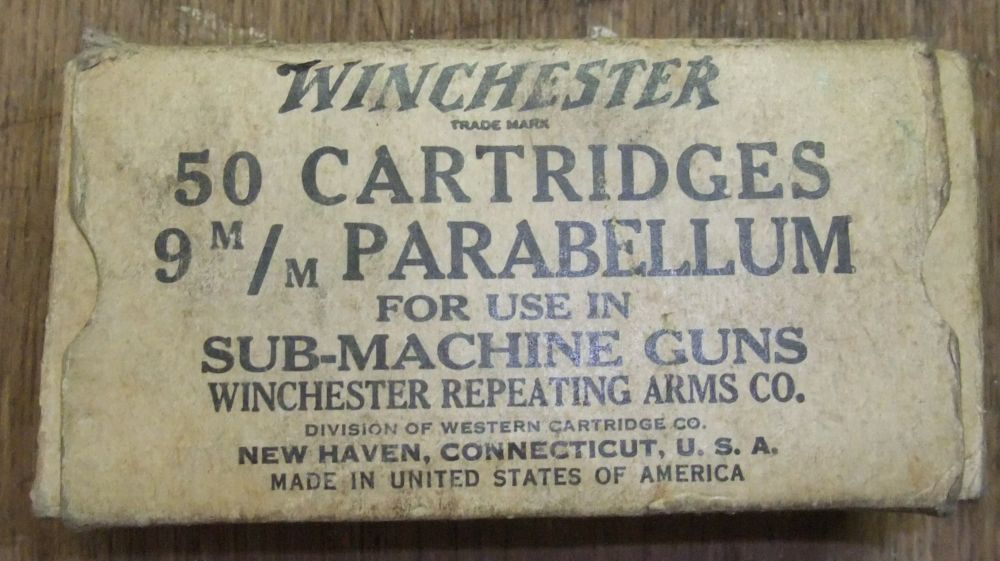 WINCHESTER
TRADE MARK
50 CARTRIDGES
9 M/M PARABELLUM
FOR USE IN
SUB-MACHINE GUNS
WINCHESTER REPEATING ARMS CO.
DIVISION OF WESTERN CARTRIDGE CO.
NEW HAVEN, CONNECTICUT, U. S. A.
MADE IN UNITED STATES OF AMERICA